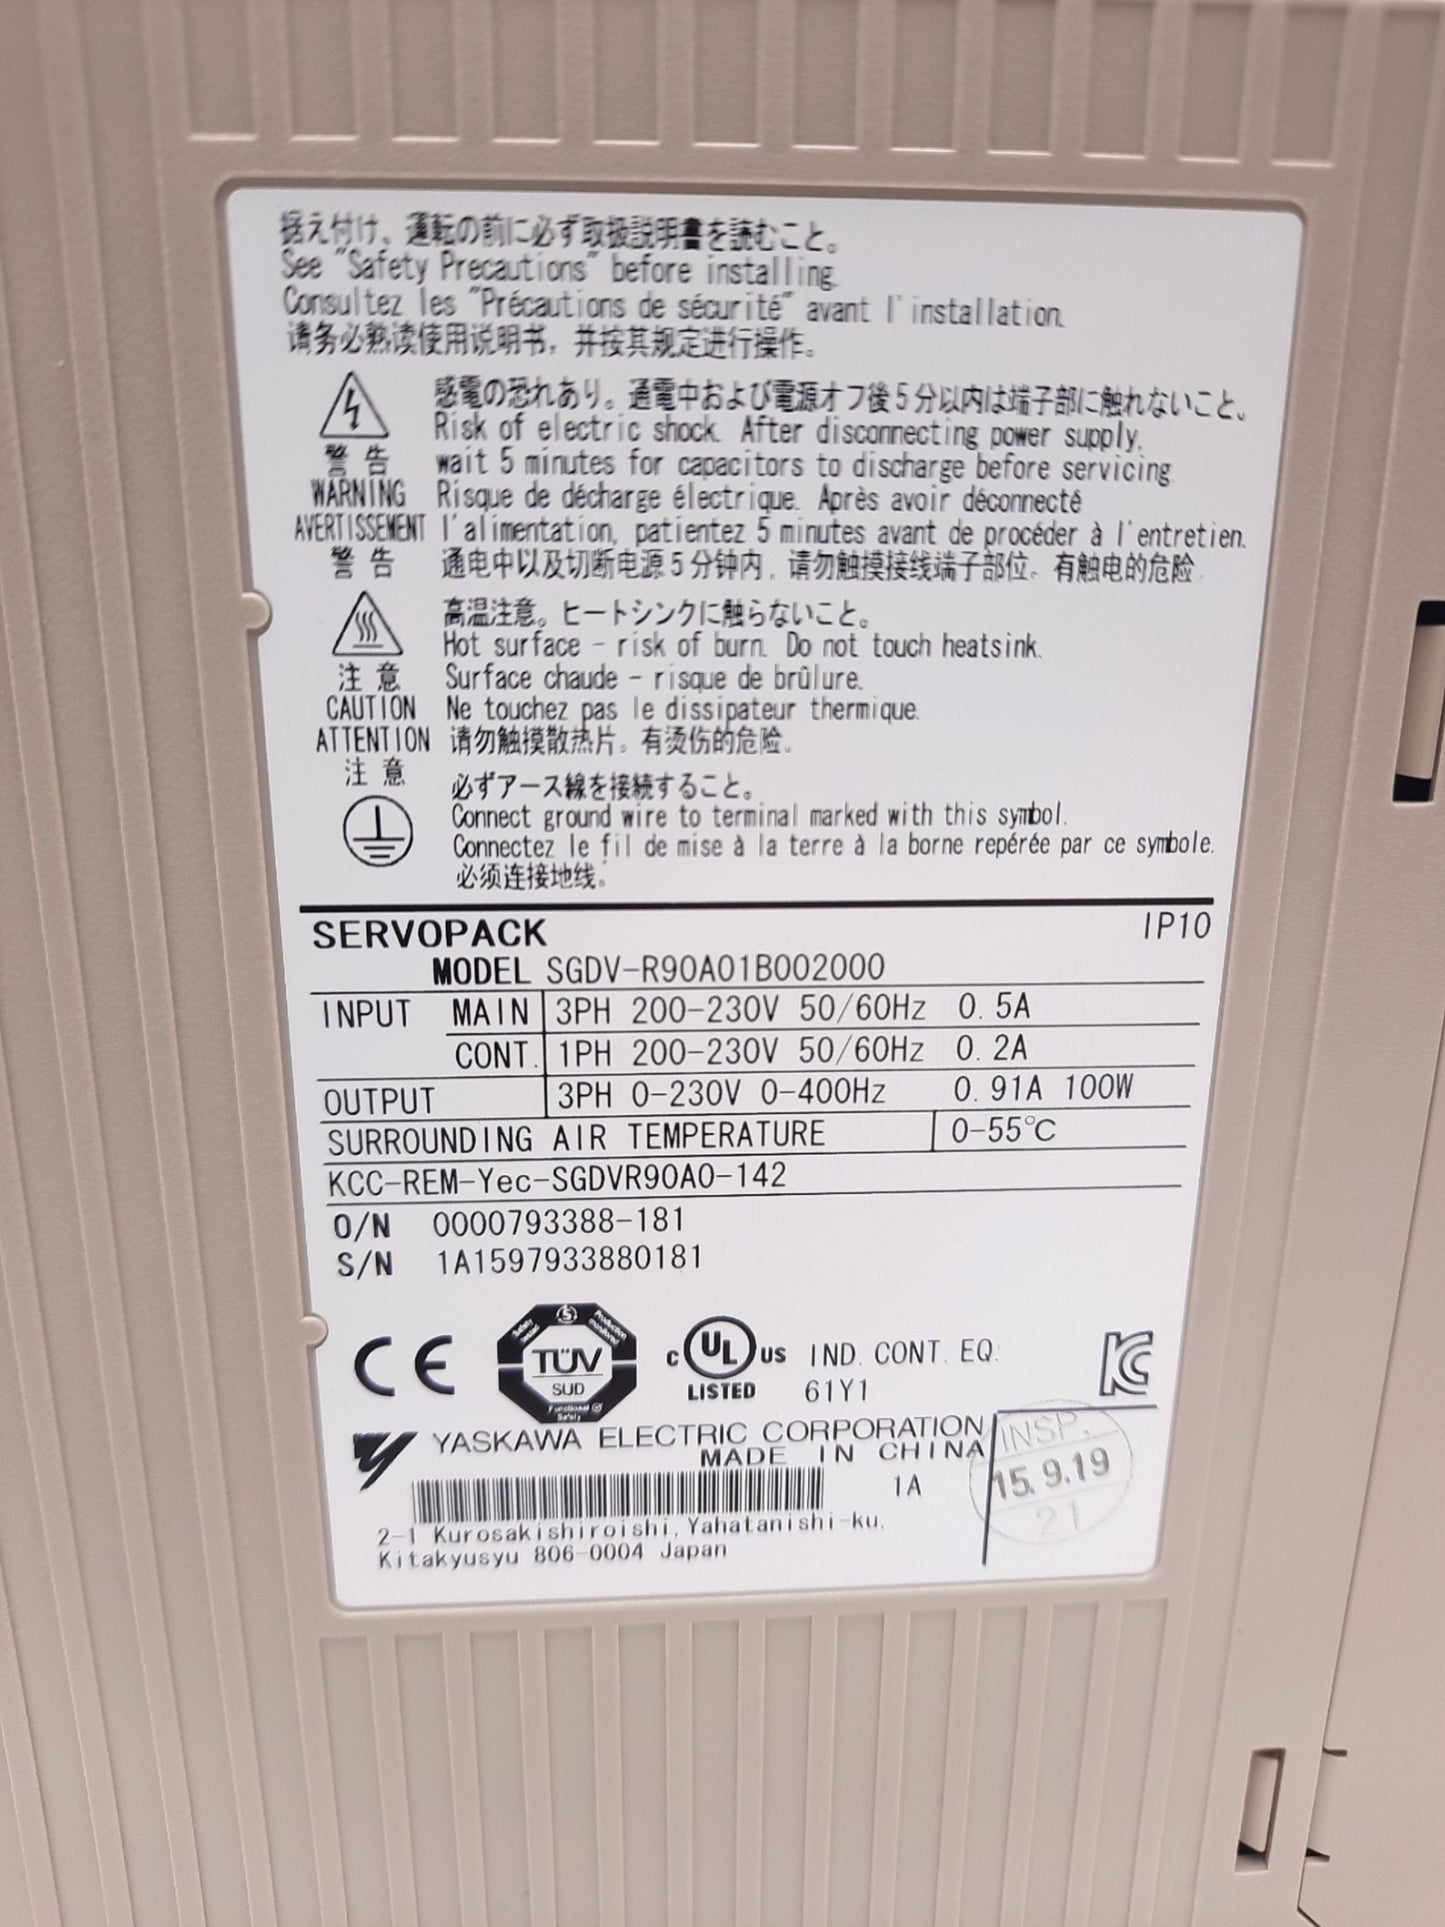 据え付け、運転の前に必ず取扱説明書を読むこと。
See "Safety Precautions" before installing.
Consultez les "Précautions de sécurité" avant l'installation.
请务必熟读使用说明书，并按其规定进行操作。
感電の恐れあり。通電中および電源オフ後5分以内は端子部に触れないこと。
Risk of electric shock. After disconnecting power supply,
警告 wait 5 minutes for capacitors to discharge before servicing.
WARNING Risque de décharge électrique. Après avoir déconnecté
AVERTISSEMENT l'alimentation, patientez 5 minutes avant de procéder à l'entretien.
警告 通电中以及切断电源5分钟内，请勿触摸接线端子部位。有触电的危险.
高温注意。ヒートシンクに触らないこと。
Hot surface - risk of burn. Do not touch heatsink.
注意 Surface chaude - risque de brûlure.
CAUTION Ne touchez pas le dissipateur thermique.
ATTENTION 请勿触摸散热片。有烫伤的危险.
注意 必ずアース線を接続すること。
Connect ground wire to terminal marked with this symbol.
Connectez le fil de mise à la terre à la borne repérée par ce symbole.
必须连接地线.
SERVOPACK IP10
MODEL SGDV-R90A01B002000
INPUT MAIN 3PH 200-230V 50/60Hz 0.5A
CONT. 1PH 200-230V 50/60Hz 0.2A
OUTPUT 3PH 0-230V 0-400Hz 0.91A 100W
SURROUNDING AIR TEMPERATURE 0-55℃
KCC-REM-Yec-SGDVR90A0-142
O/N 0000793388-181
S/N 1A1597933880181
Safety tested S Production monitored
CE TÜV SUD Functional Safety c UL US LISTED IND. CONT. EQ. 61Y1 KC
YASKAWA ELECTRIC CORPORATION
MADE IN CHINA
1A
2-1 Kurosakishiroishi, Yahatanishi-ku,
Kitakyusyu 806-0004 Japan
INSP.
15.9.19
21